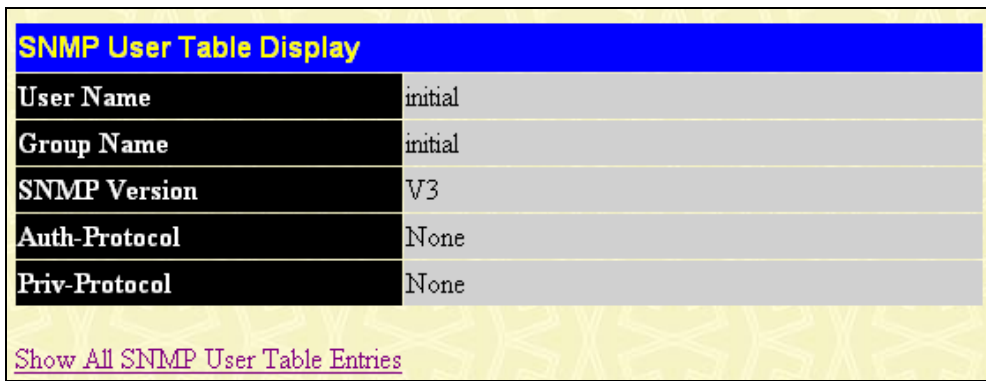 SNMP User Table Display
User Name initial
Group Name initial
SNMP Version V3
Auth-Protocol None
Priv-Protocol None
Show All SNMP User Table Entries